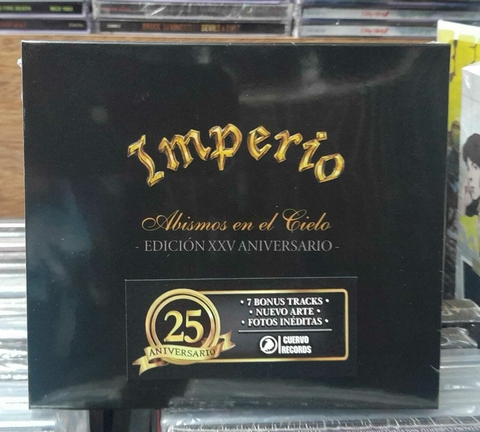 Imperio
Abismos en el Cielo
- EDICIÓN XXV ANIVERSARIO -
25
ANIVERSARIO
• 7 BONUS TRACKS •
• NUEVO ARTE •
• FOTOS INÉDITAS •
CUERVO
RECORDS